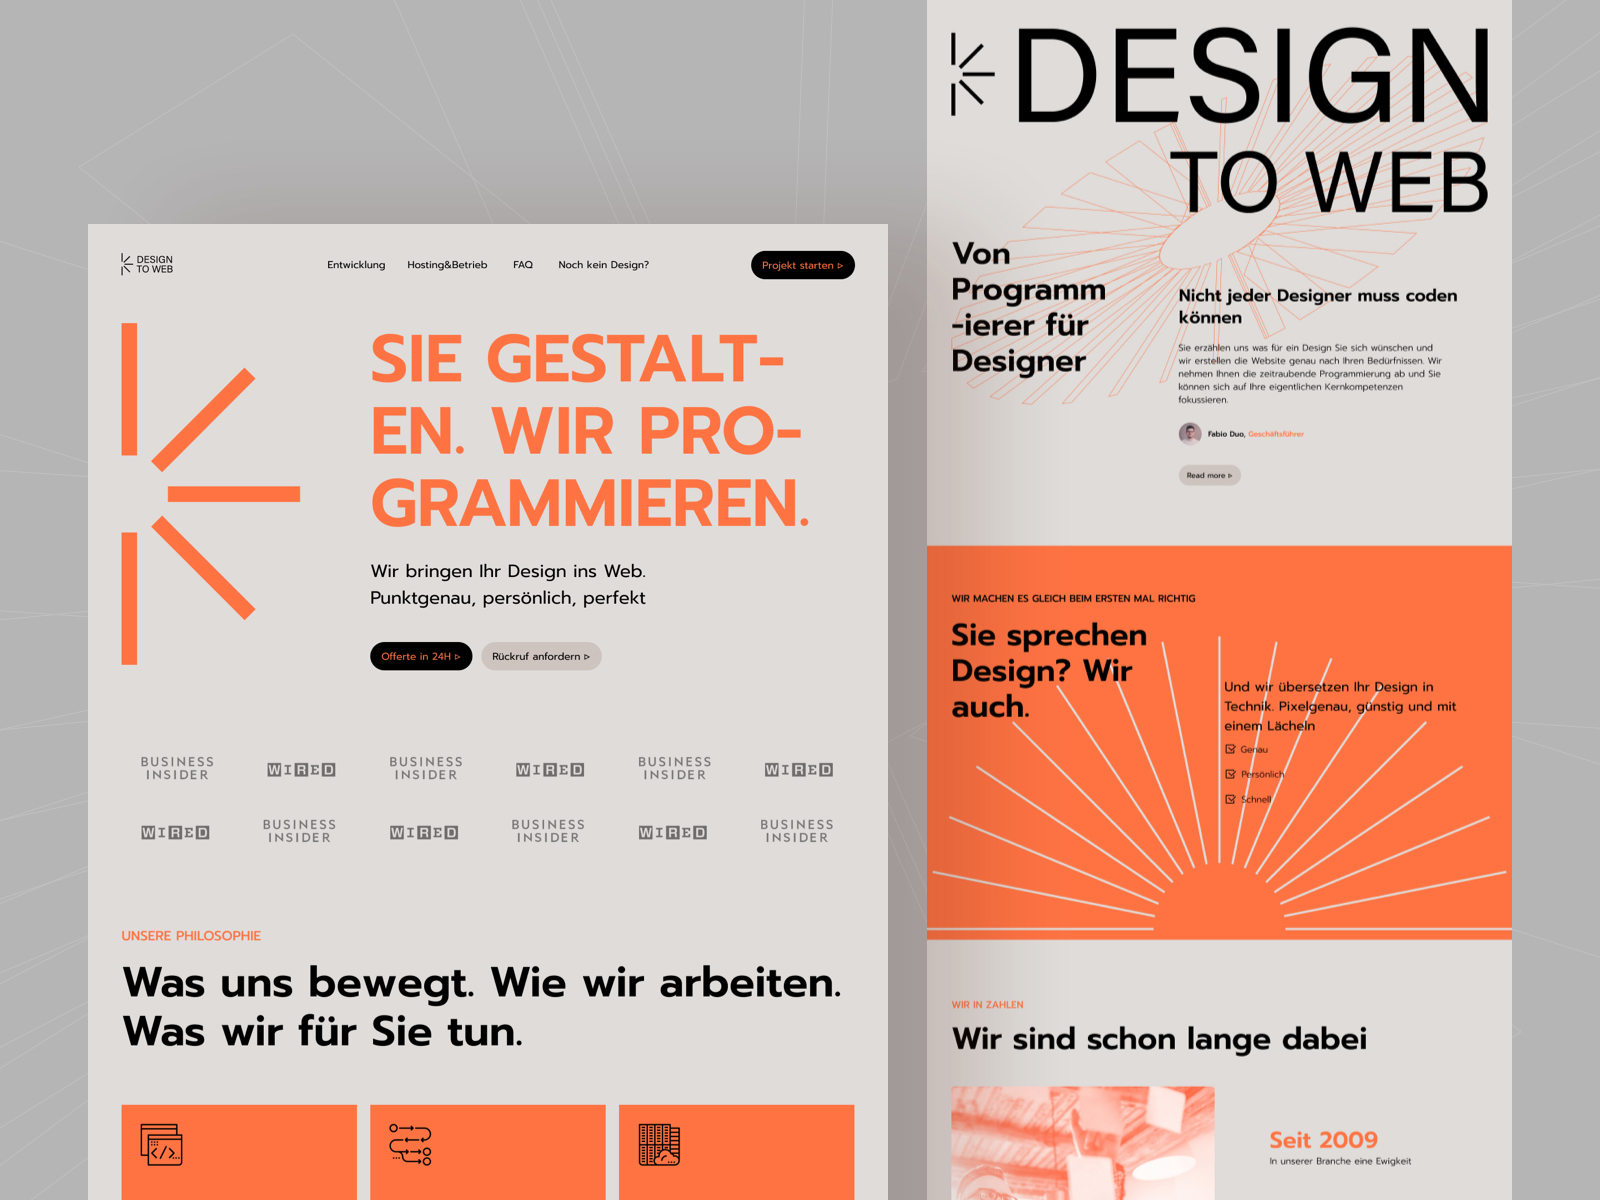 DESIGN
TO WEB
Entwicklung
Hosting&Betrieb
FAQ
Noch kein Design?
Projekt starten
SIE GESTALT-
EN. WIR PRO-
GRAMMIEREN.
Wir bringen Ihr Design ins Web.
Punktgenau, persönlich, perfekt
Offerte in 24H
Rückruf anfordern
BUSINESS INSIDER
WIRED
BUSINESS INSIDER
WIRED
BUSINESS INSIDER
WIRED
WIRED
BUSINESS INSIDER
WIRED
BUSINESS INSIDER
WIRED
BUSINESS INSIDER
UNSERE PHILOSOPHIE
Was uns bewegt. Wie wir arbeiten.
Was wir für Sie tun.
DESIGN
TO WEB
Von
Programm
-ierer für
Designer
Nicht jeder Designer muss coden
können
Sie erzählen uns was für ein Design Sie sich wünschen und
wir erstellen die Website genau nach Ihren Bedürfnissen. Wir
nehmen Ihnen die zeitraubende Programmierung ab und Sie
können sich auf Ihre eigentlichen Kernkompetenzen
fokussieren.
Fabio Duo, Geschäftsführer
Read more
WIR MACHEN ES GLEICH BEIM ERSTEN MAL RICHTIG
Sie sprechen
Design? Wir
auch.
Und wir übersetzen Ihr Design in
Technik. Pixelgenau, günstig und mit
einem Lächeln
Genau
Persönlich
Schnell
WIR IN ZAHLEN
Wir sind schon lange dabei
Seit 2009
In unserer Branche eine Ewigkeit